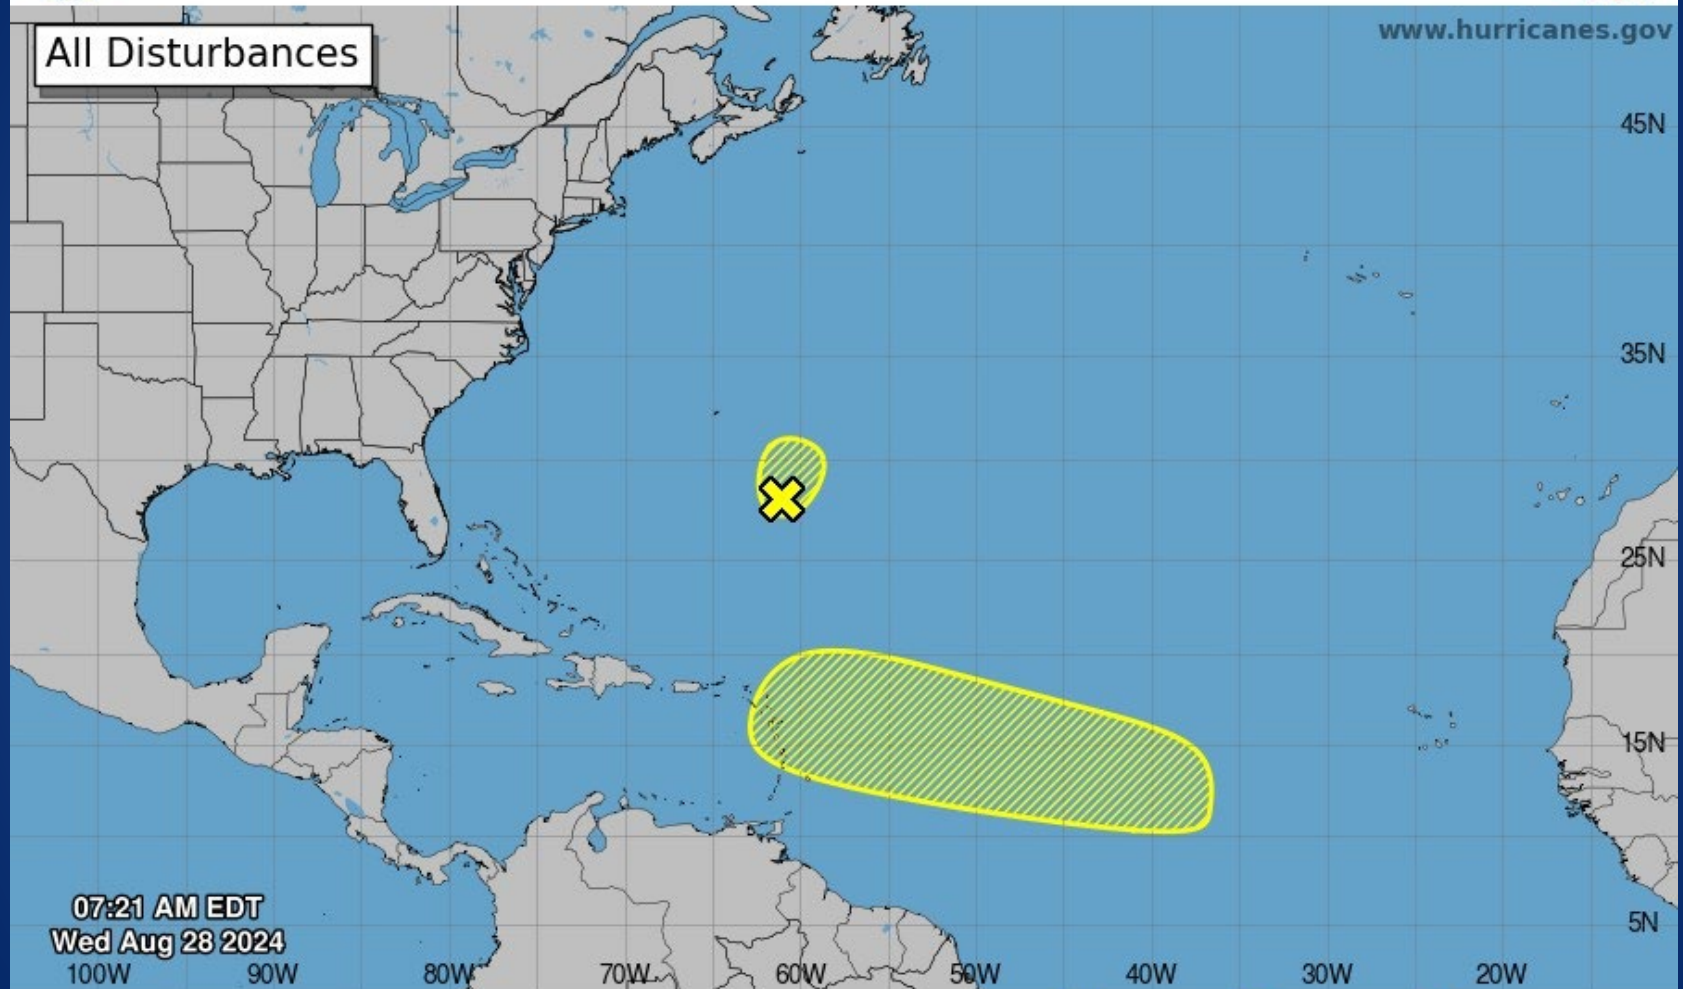 All Disturbances
www.hurricanes.gov
45N
35N
25N
15N
5N
07:21 AM EDT
Wed Aug 28 2024
100W 90W 80W 70W 60W 50W 40W 30W 20W